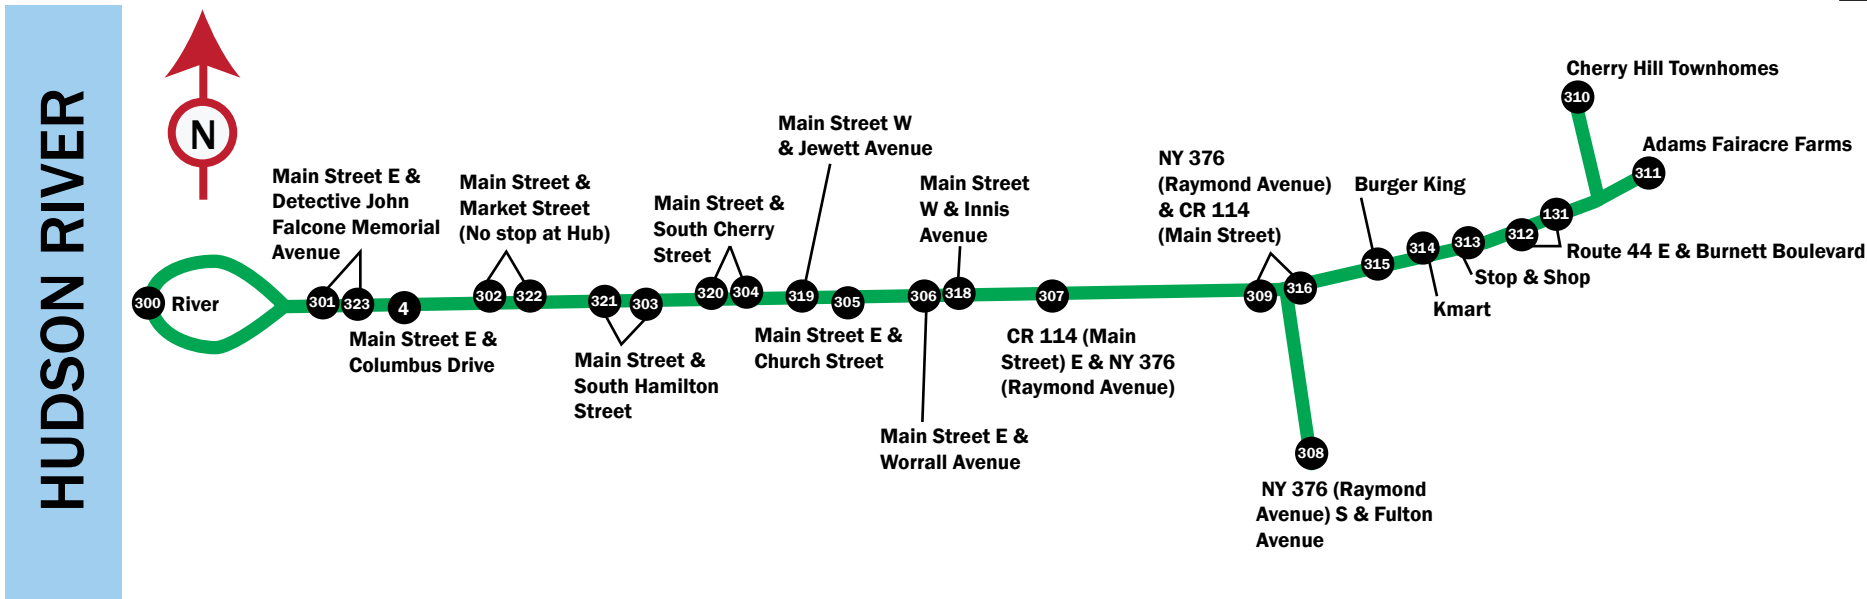 HUDSON RIVER
N
Main Street E &
Detective John
Falcone Memorial
Avenue
Main Street &
Market Street
(No stop at Hub)
Main Street &
South Cherry
Street
Main Street W
& Jewett Avenue
Main Street
W & Innis
Avenue
NY 376
(Raymond Avenue)
& CR 114
(Main Street)
Burger King
Cherry Hill Townhomes
310
Adams Fairacre Farms
311
300
River
301
323
4
302
322
321
303
320
304
319
305
306
318
307
309
316
315
314
313
312
131
Route 44 E & Burnett Boulevard
Stop & Shop
Kmart
Main Street E &
Columbus Drive
Main Street &
South Hamilton
Street
Main Street E &
Church Street
Main Street E &
Worrall Avenue
CR 114 (Main
Street) E & NY 376
(Raymond Avenue)
308
NY 376 (Raymond
Avenue) S & Fulton
Avenue